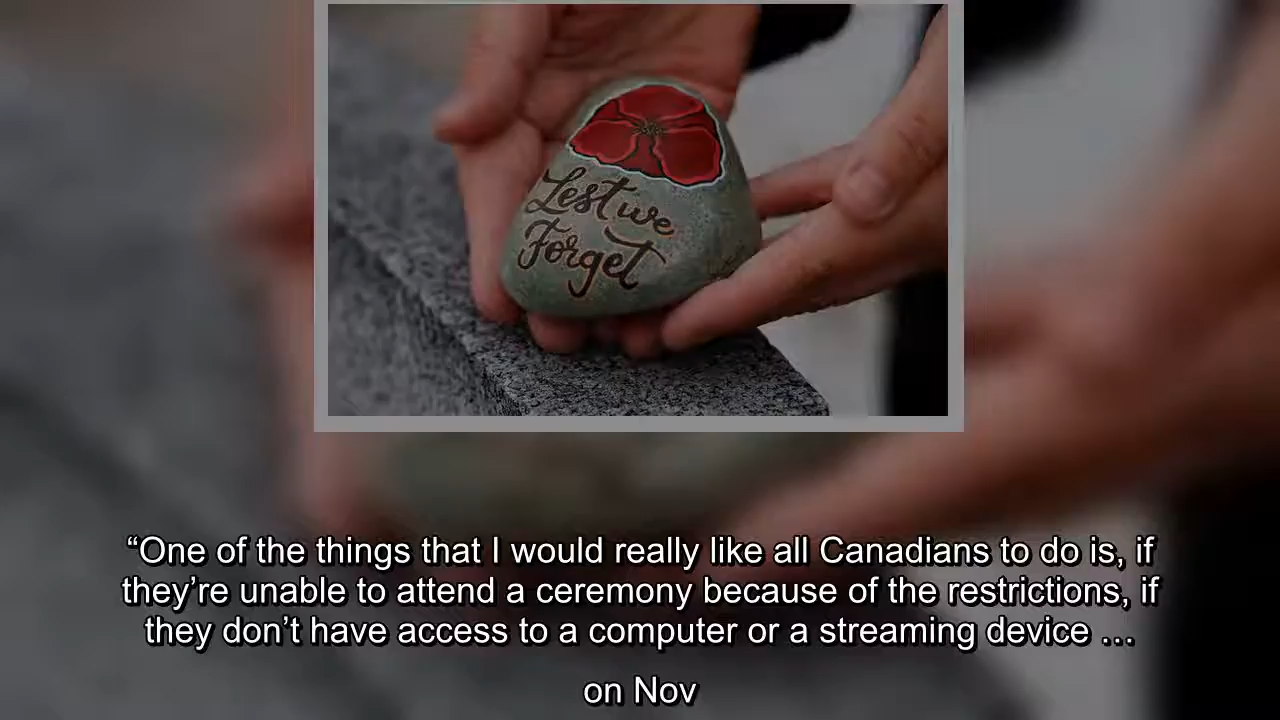 Lest we
Forget
“One of the things that I would really like all Canadians to do is, if
they’re unable to attend a ceremony because of the restrictions, if
they don’t have access to a computer or a streaming device …
on Nov